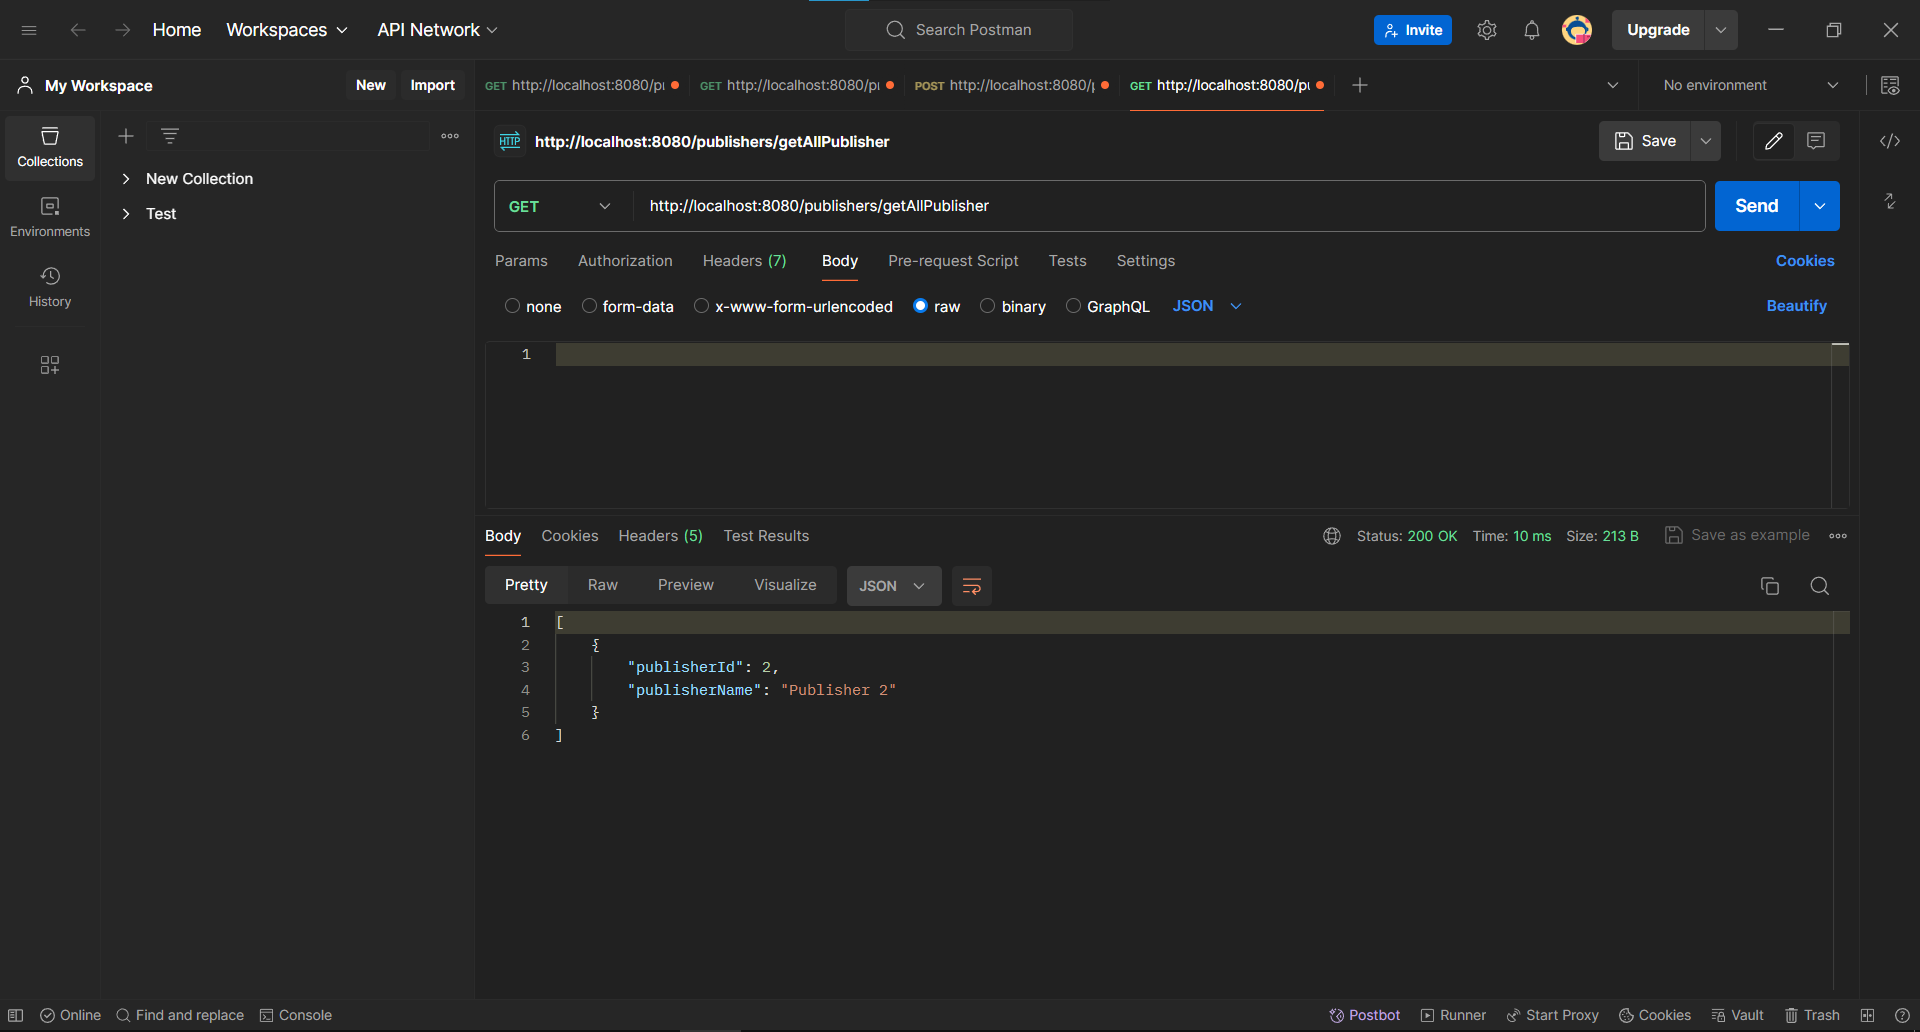 Home Workspaces API Network Search Postman Invite Upgrade
My Workspace New Import GET http://localhost:8080/pu GET http://localhost:8080/pu POST http://localhost:8080/ GET http://localhost:8080/pu No environment
Collections
Environments
History
New Collection
Test
HTTP http://localhost:8080/publishers/getAllPublisher Save
GET http://localhost:8080/publishers/getAllPublisher Send
Params Authorization Headers (7) Body Pre-request Script Tests Settings Cookies
none form-data x-www-form-urlencoded raw binary GraphQL JSON Beautify
1
Body Cookies Headers (5) Test Results Status: 200 OK Time: 10 ms Size: 213 B Save as example
Pretty Raw Preview Visualize JSON
1 [
2 {
3 "publisherId": 2,
4 "publisherName": "Publisher 2"
5 }
6 ]
Online Find and replace Console Postbot Runner Start Proxy Cookies Vault Trash